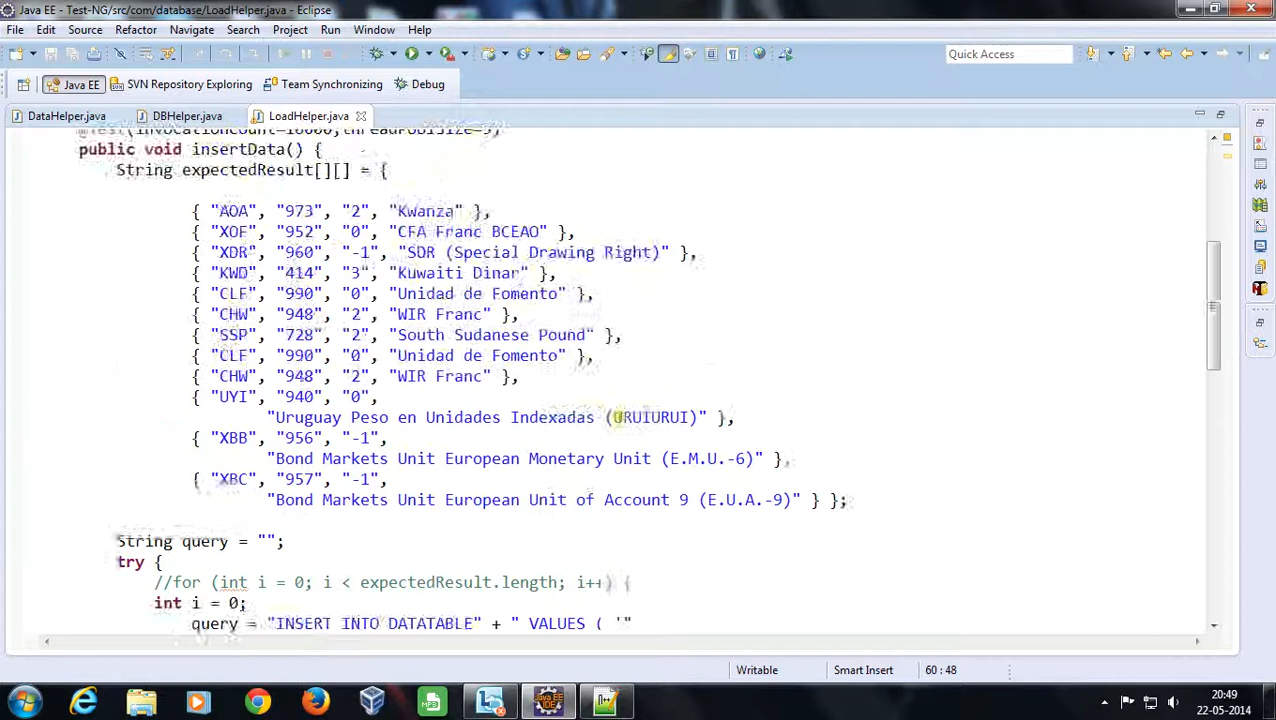 Java EE - Test-NG/src/com/database/LoadHelper.java - Eclipse
File Edit Source Refactor Navigate Search Project Run Window Help
Quick Access
Java EE SVN Repository Exploring Team Synchronizing Debug
DataHelper.java DBHelper.java LoadHelper.java
@Test(invocationCount=16000,threadPoolSize=5)
public void insertData() {
String expectedResult[][] = {
{ "AOA", "973", "2", "Kwanza" },
{ "XOF", "952", "0", "CFA Franc BCEAO" },
{ "XDR", "960", "-1", "SDR (Special Drawing Right)" },
{ "KWD", "414", "3", "Kuwaiti Dinar" },
{ "CLF", "990", "0", "Unidad de Fomento" },
{ "CHW", "948", "2", "WIR Franc" },
{ "SSP", "728", "2", "South Sudanese Pound" },
{ "CLF", "990", "0", "Unidad de Fomento" },
{ "CHW", "948", "2", "WIR Franc" },
{ "UYI", "940", "0",
"Uruguay Peso en Unidades Indexadas (URUIURUI)" },
{ "XBB", "956", "-1",
"Bond Markets Unit European Monetary Unit (E.M.U.-6)" },
{ "XBC", "957", "-1",
"Bond Markets Unit European Unit of Account 9 (E.U.A.-9)" } };
String query = "";
try {
//for (int i = 0; i < expectedResult.length; i++) {
int i = 0;
query = "INSERT INTO DATATABLE" + " VALUES ( '"
Writable Smart Insert 60 : 48
20:49
22-05-2014